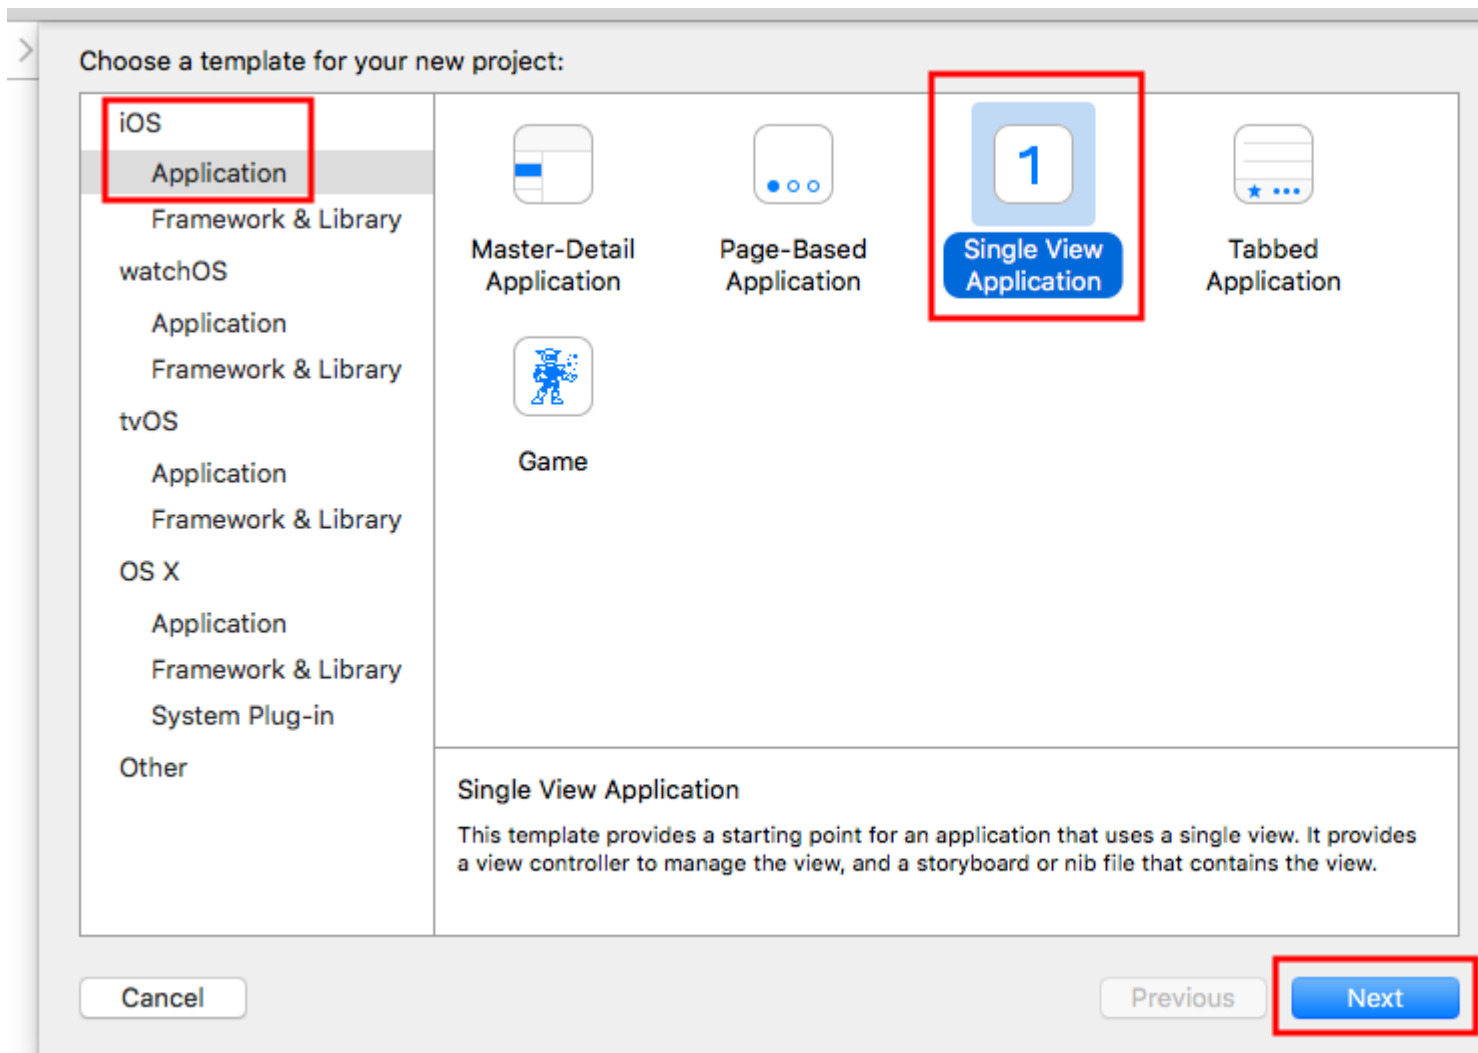 Choose a template for your new project:
iOS
Application
Framework & Library
watchOS
Application
Framework & Library
tvOS
Application
Framework & Library
OS X
Application
Framework & Library
System Plug-in
Other
Master-Detail
Application
Page-Based
Application
1
Single View
Application
Tabbed
Application
Game
Single View Application
This template provides a starting point for an application that uses a single view. It provides
a view controller to manage the view, and a storyboard or nib file that contains the view.
Cancel
Previous
Next